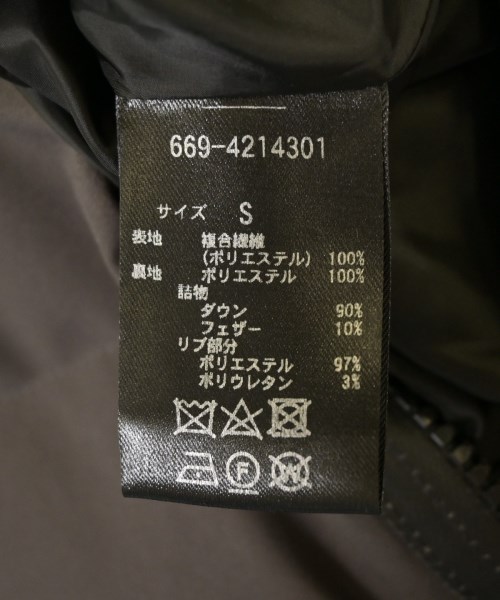 669-4214301
サイズ S
表地 複合繊維
(ポリエステル) 100%
裏地 ポリエステル 100%
詰物
ダウン 90%
フェザー 10%
リブ部分
ポリエステル 97%
ポリウレタン 3%
F W